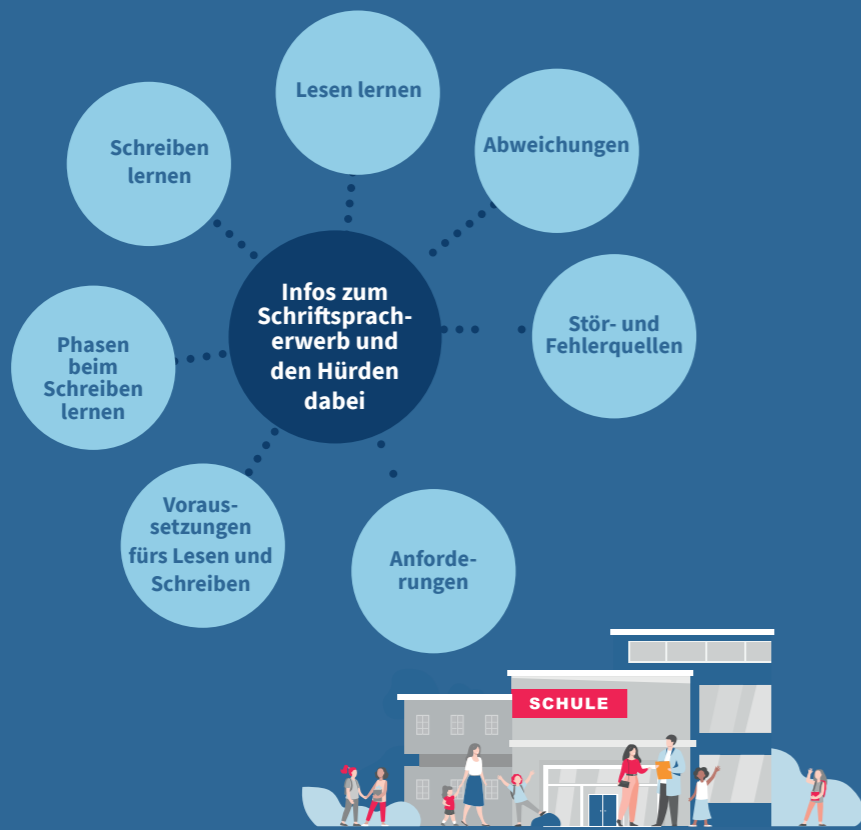 Lesen lernen
Schreiben
lernen
Abweichungen
Infos zum
Schriftsprach-
erwerb und
den Hürden
dabei
Stör- und
Fehlerquellen
Phasen
beim
Schreiben
lernen
Voraus-
setzungen
fürs Lesen und
Schreiben
Anforde-
rungen
SCHULE